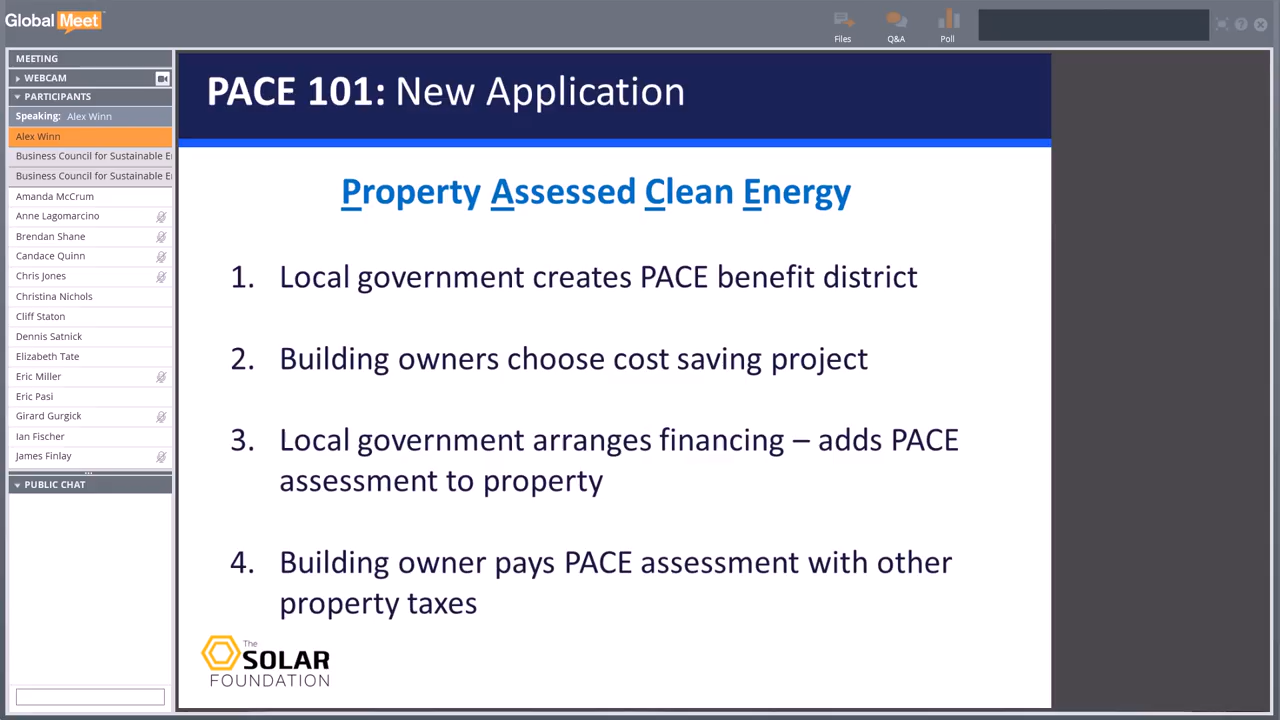 Global Meet
Files
Q&A
Poll
MEETING
WEBCAM
PARTICIPANTS
Speaking: Alex Winn
Alex Winn
Business Council for Sustainable E
Business Council for Sustainable E
Amanda McCrum
Anne Lagomarcino
Brendan Shane
Candace Quinn
Chris Jones
Christina Nichols
Cliff Staton
Dennis Satnick
Elizabeth Tate
Eric Miller
Eric Pasi
Girard Gurgick
Ian Fischer
James Finlay
PUBLIC CHAT
PACE 101: New Application
Property Assessed Clean Energy
1. Local government creates PACE benefit district
2. Building owners choose cost saving project
3. Local government arranges financing – adds PACE
assessment to property
4. Building owner pays PACE assessment with other
property taxes
The
SOLAR
FOUNDATION